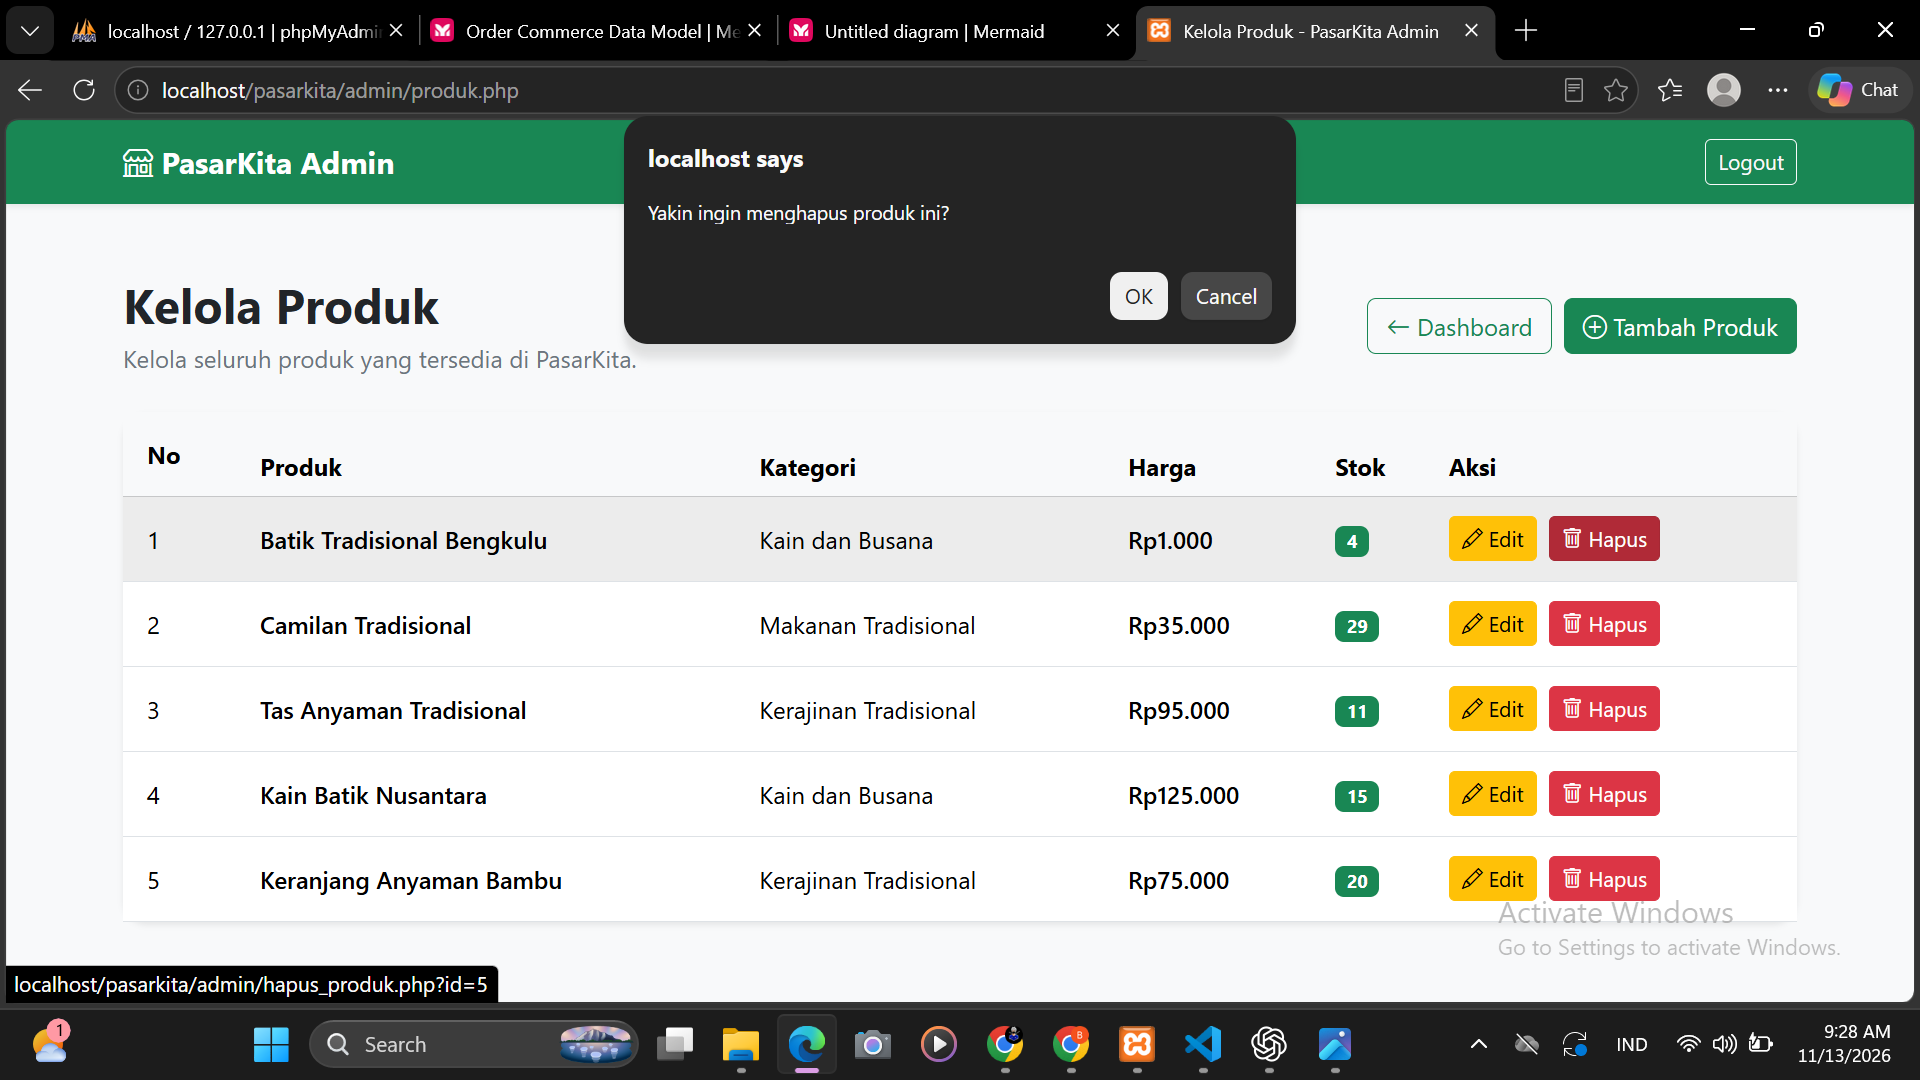 localhost / 127.0.0.1 | phpMyAdmi
Order Commerce Data Model | Me
Untitled diagram | Mermaid
Kelola Produk - PasarKita Admin
localhost/pasarkita/admin/produk.php
Chat
PasarKita Admin
Logout
localhost says
Yakin ingin menghapus produk ini?
OK
Cancel
Kelola Produk
Kelola seluruh produk yang tersedia di PasarKita.
← Dashboard
Tambah Produk
No Produk Kategori Harga Stok Aksi
1 Batik Tradisional Bengkulu Kain dan Busana Rp1.000 4 Edit Hapus
2 Camilan Tradisional Makanan Tradisional Rp35.000 29 Edit Hapus
3 Tas Anyaman Tradisional Kerajinan Tradisional Rp95.000 11 Edit Hapus
4 Kain Batik Nusantara Kain dan Busana Rp125.000 15 Edit Hapus
5 Keranjang Anyaman Bambu Kerajinan Tradisional Rp75.000 20 Edit Hapus
Activate Windows
Go to Settings to activate Windows.
localhost/pasarkita/admin/hapus_produk.php?id=5
1
Search
IND
9:28 AM
11/13/2026